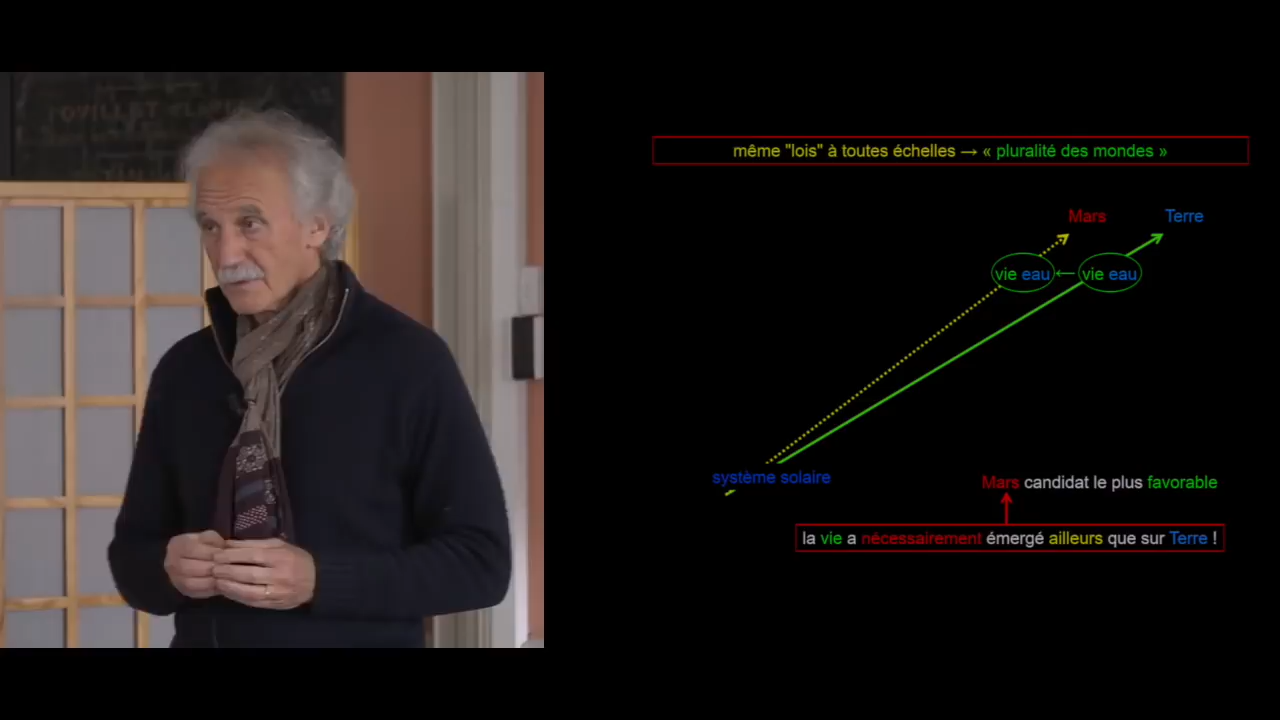 même "lois" à toutes échelles → « pluralité des mondes »
Mars Terre
vie eau ← vie eau
système solaire
Mars candidat le plus favorable
la vie a nécessairement émergé ailleurs que sur Terre !